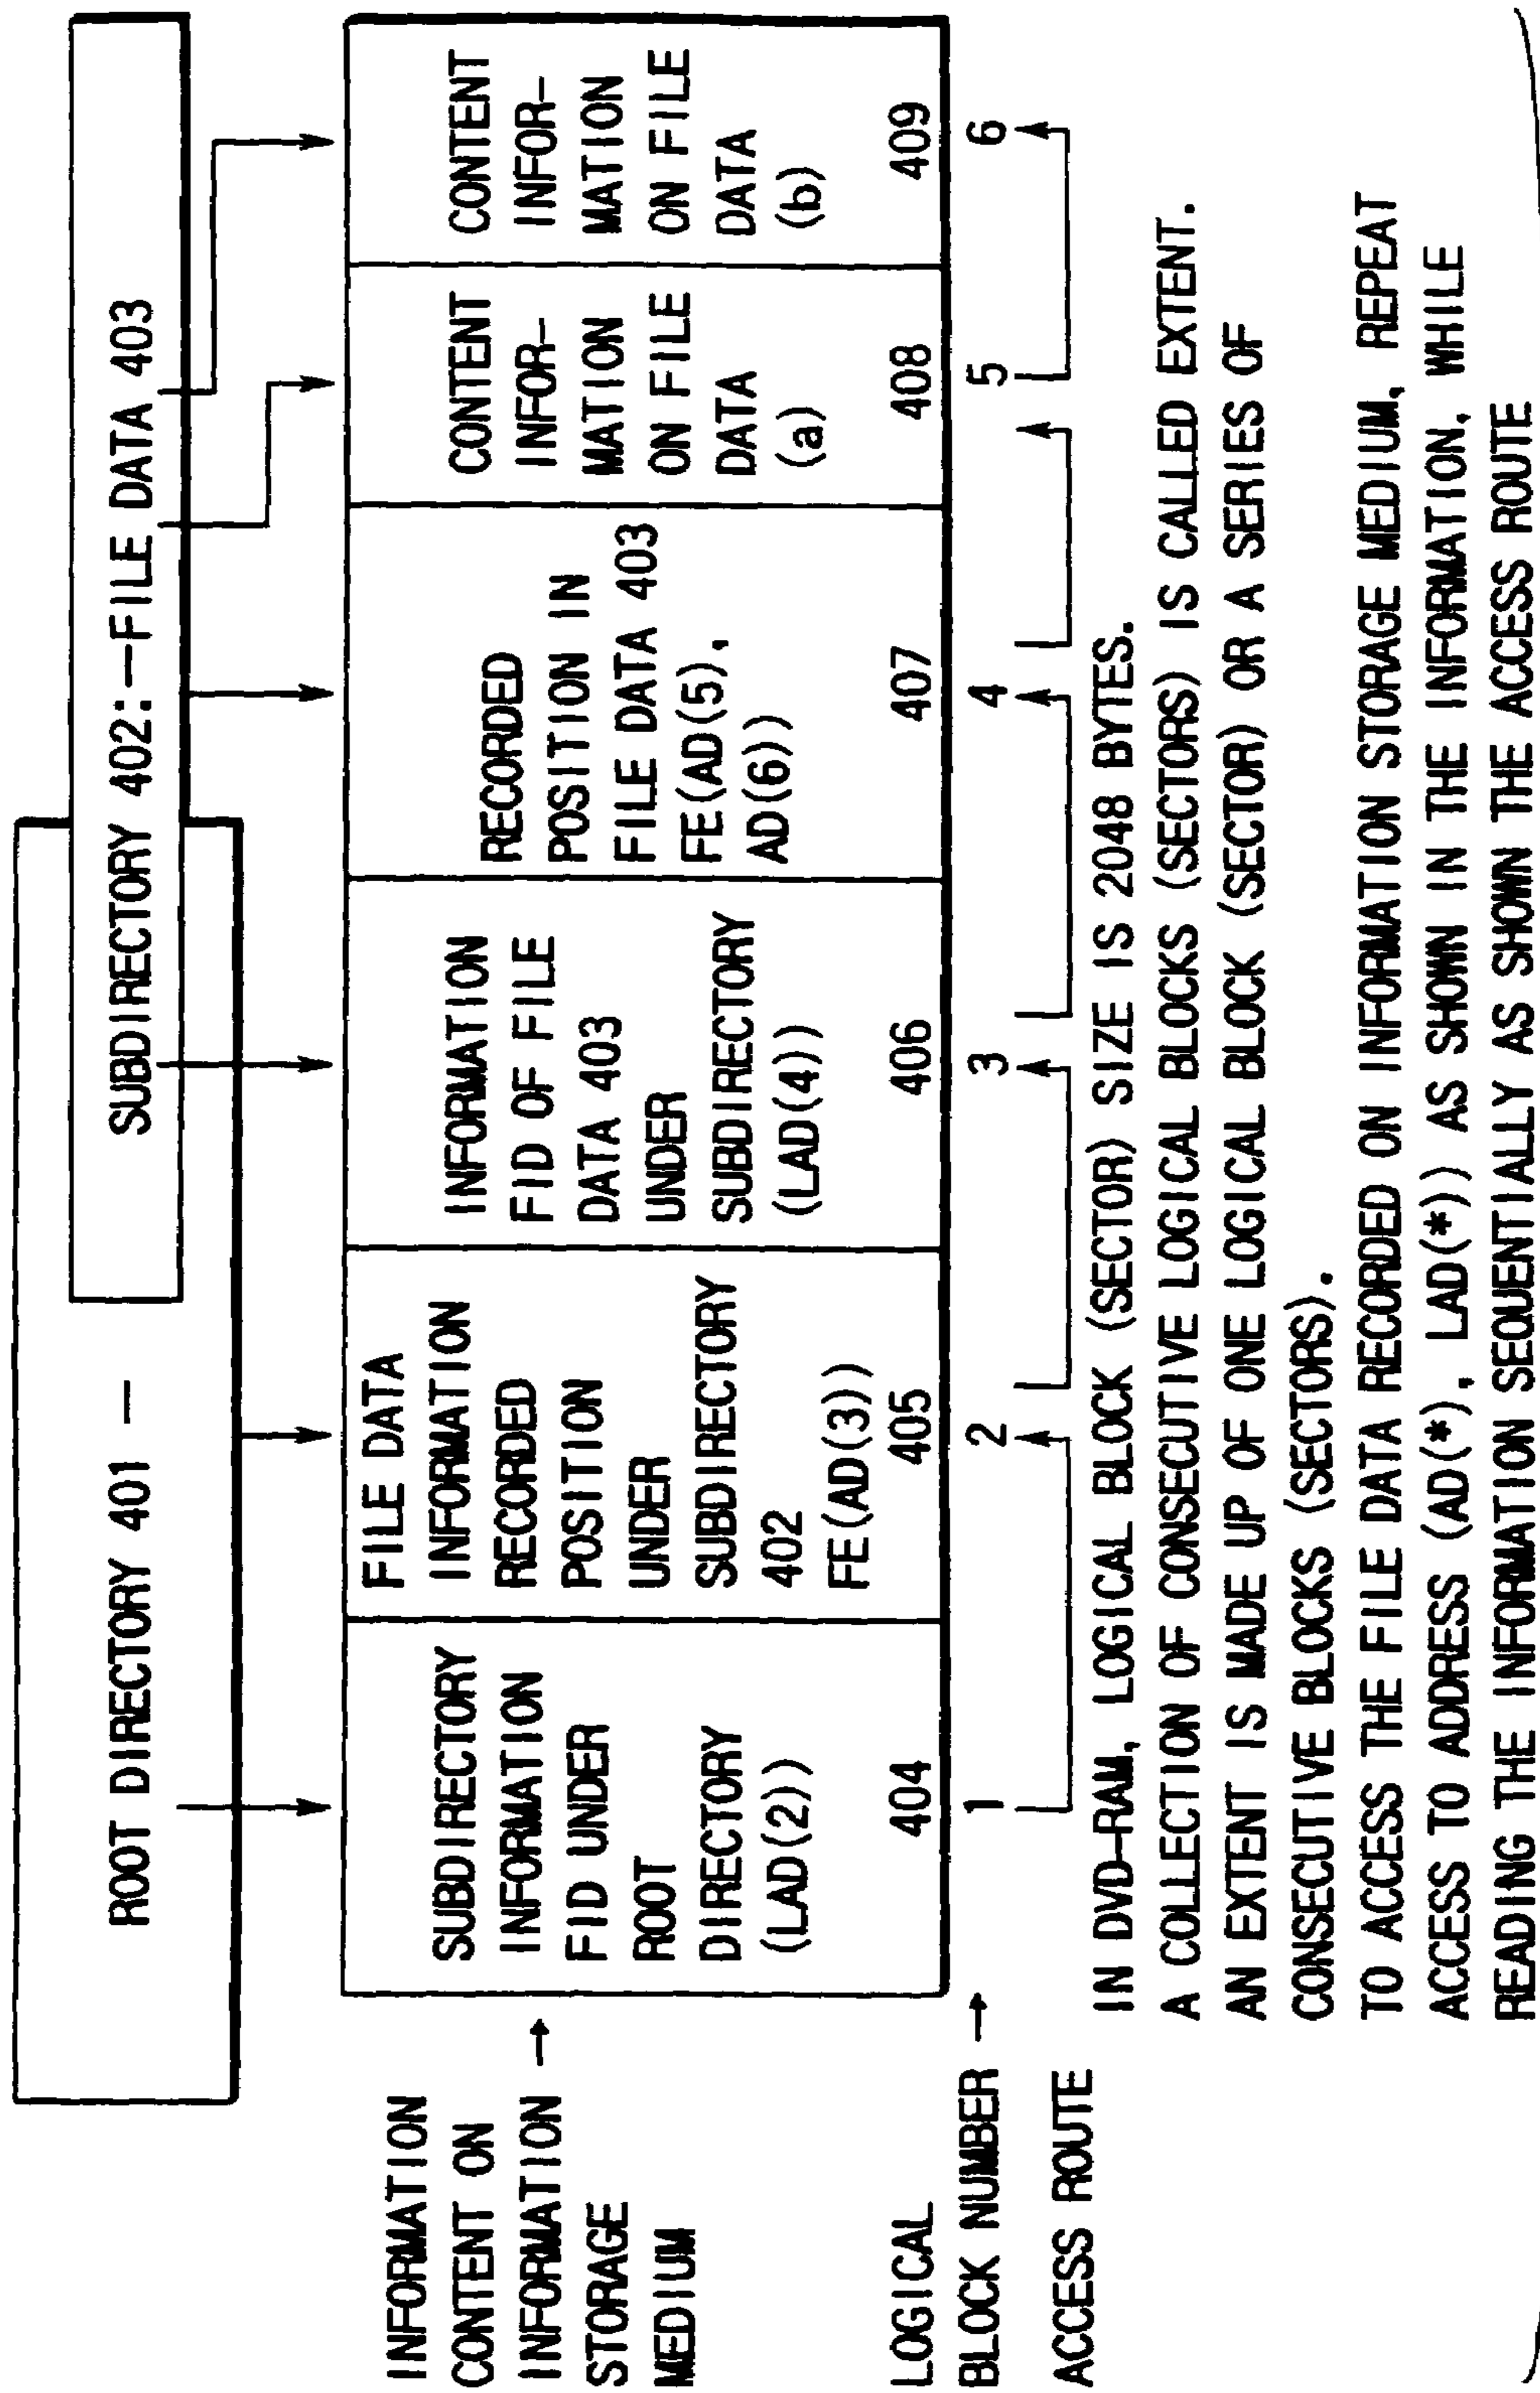 ROOT DIRECTORY 401 —
SUBDIRECTORY 402:—FILE DATA 403
INFORMATION
CONTENT ON
INFORMATION →
STORAGE
MEDIUM
SUBDIRECTORY
INFORMATION
FID UNDER
ROOT
DIRECTORY
(LAD(2))
404
FILE DATA
INFORMATION
RECORDED
POSITION
UNDER
SUBDIRECTORY
402
FE(AD(3))
405
INFORMATION
FID OF FILE
DATA 403
UNDER
SUBDIRECTORY
(LAD(4))
406
RECORDED
POSITION IN
FILE DATA 403
FE(AD(5),
AD(6))
407
CONTENT
INFOR-
MATION
ON FILE
DATA
(a)
408
CONTENT
INFOR-
MATION
ON FILE
DATA
(b)
409
LOGICAL
BLOCK NUMBER →
1 2 3 4 5 6
ACCESS ROUTE
IN DVD-RAM, LOGICAL BLOCK (SECTOR) SIZE IS 2048 BYTES.
A COLLECTION OF CONSECUTIVE LOGICAL BLOCKS (SECTORS) IS CALLED EXTENT.
AN EXTENT IS MADE UP OF ONE LOGICAL BLOCK (SECTOR) OR A SERIES OF
CONSECUTIVE BLOCKS (SECTORS).
TO ACCESS THE FILE DATA RECORDED ON INFORMATION STORAGE MEDIUM, REPEAT
ACCESS TO ADDRESS (AD(*), LAD(*)) AS SHOWN IN THE INFORMATION, WHILE
READING THE INFORMATION SEQUENTIALLY AS SHOWN THE ACCESS ROUTE